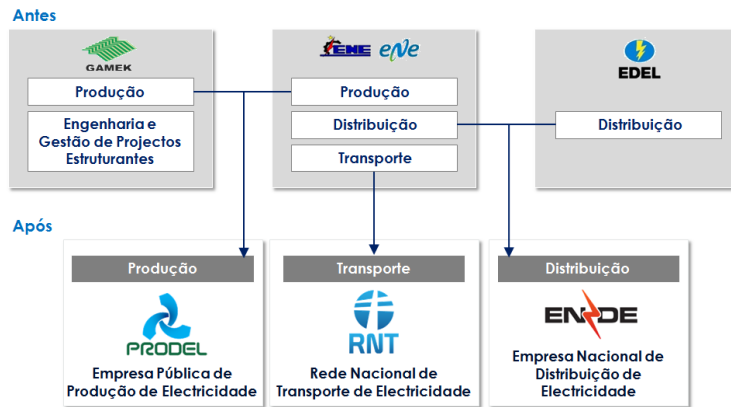 Antes
GAMEK
Produção
Engenharia e
Gestão de Projectos
Estruturantes
ENE ene
Produção
Distribuição
Transporte
EDEL
Distribuição
Após
Produção
PRODEL
Empresa Pública de
Produção de Electricidade
Transporte
RNT
Rede Nacional de
Transporte de Electricidade
Distribuição
ENDE
Empresa Nacional de
Distribuição de
Electricidade